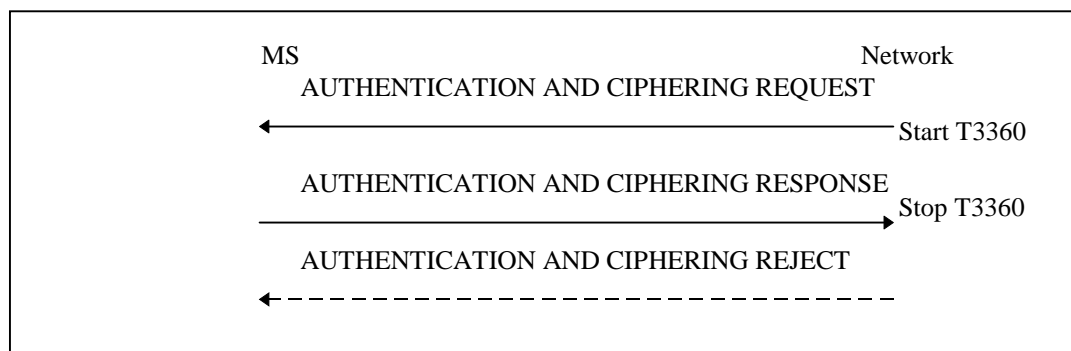 MS Network
AUTHENTICATION AND CIPHERING REQUEST
Start T3360
AUTHENTICATION AND CIPHERING RESPONSE
Stop T3360
AUTHENTICATION AND CIPHERING REJECT